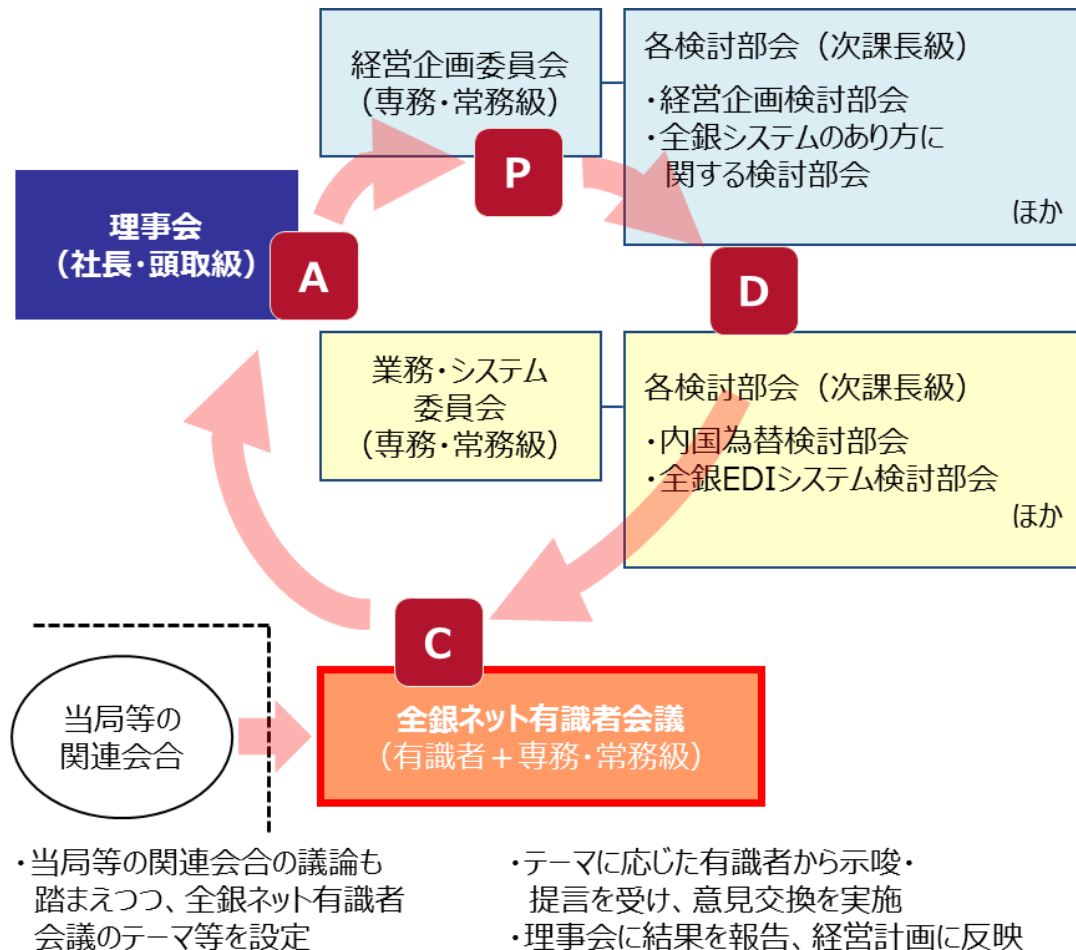 経営企画委員会
（専務・常務級）
各検討部会（次課長級）
・経営企画検討部会
・全銀システムのあり方に
関する検討部会
ほか
P
理事会
（社長・頭取級）
A
D
業務・システム
委員会
（専務・常務級）
各検討部会（次課長級）
・内国為替検討部会
・全銀EDIシステム検討部会
ほか
C
当局等の
関連会合
全銀ネット有識者会議
（有識者＋専務・常務級）
・当局等の関連会合の議論も
踏まえつつ、全銀ネット有識者
会議のテーマ等を設定
・テーマに応じた有識者から示唆・
提言を受け、意見交換を実施
・理事会に結果を報告、経営計画に反映